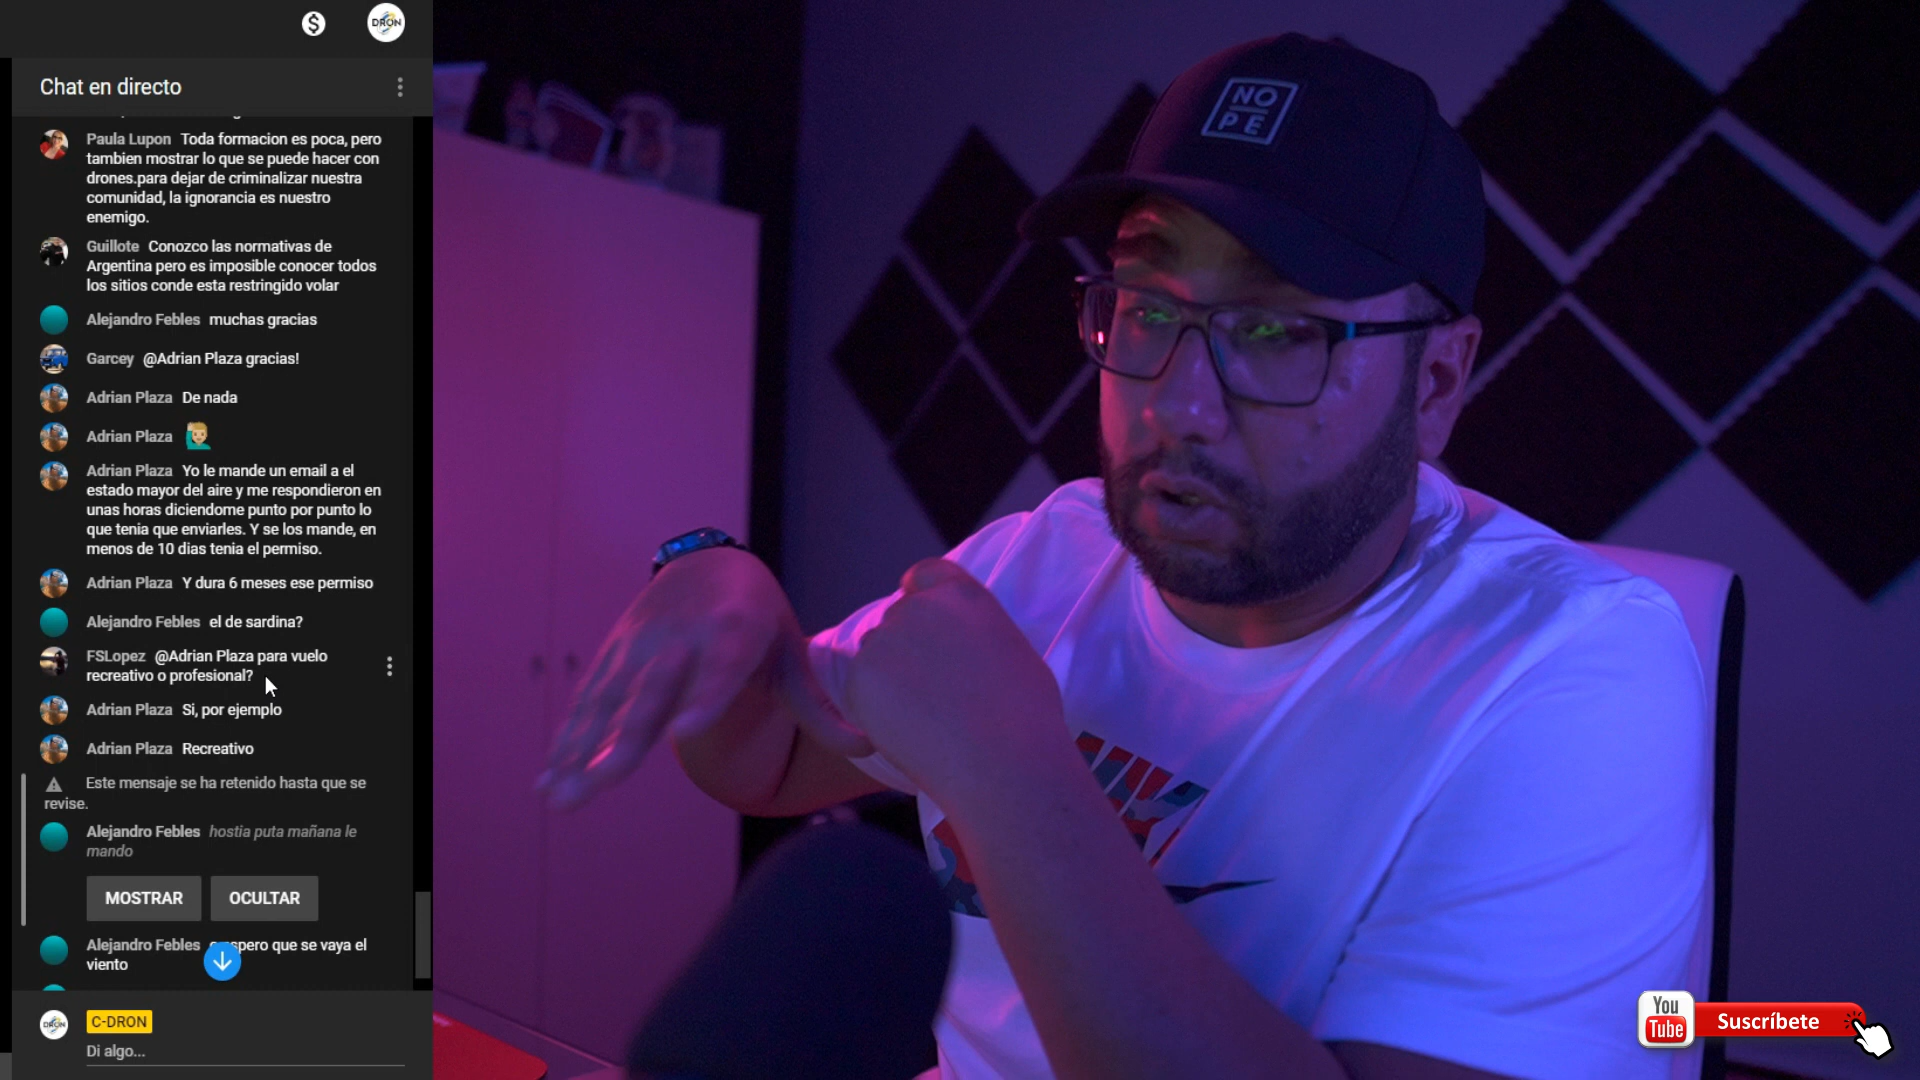 $
DRON
Chat en directo
Paula Lupon Toda formacion es poca, pero
tambien mostrar lo que se puede hacer con
drones.para dejar de criminalizar nuestra
comunidad, la ignorancia es nuestro
enemigo.
Guillote Conozco las normativas de
Argentina pero es imposible conocer todos
los sitios conde esta restringido volar
Alejandro Febles muchas gracias
Garcey @Adrian Plaza gracias!
Adrian Plaza De nada
Adrian Plaza 🙋🏼‍♂️
Adrian Plaza Yo le mande un email a el
estado mayor del aire y me respondieron en
unas horas diciendome punto por punto lo
que tenia que enviarles. Y se los mande, en
menos de 10 dias tenia el permiso.
Adrian Plaza Y dura 6 meses ese permiso
Alejandro Febles el de sardina?
FSLopez @Adrian Plaza para vuelo
recreativo o profesional?
Adrian Plaza Si, por ejemplo
Adrian Plaza Recreativo
Este mensaje se ha retenido hasta que se
revise.
Alejandro Febles hostia puta mañana le
mando
MOSTRAR OCULTAR
Alejandro Febles que se vaya el
viento
DRON
C-DRON
Di algo...
NO
PE
You
Tube
Suscríbete